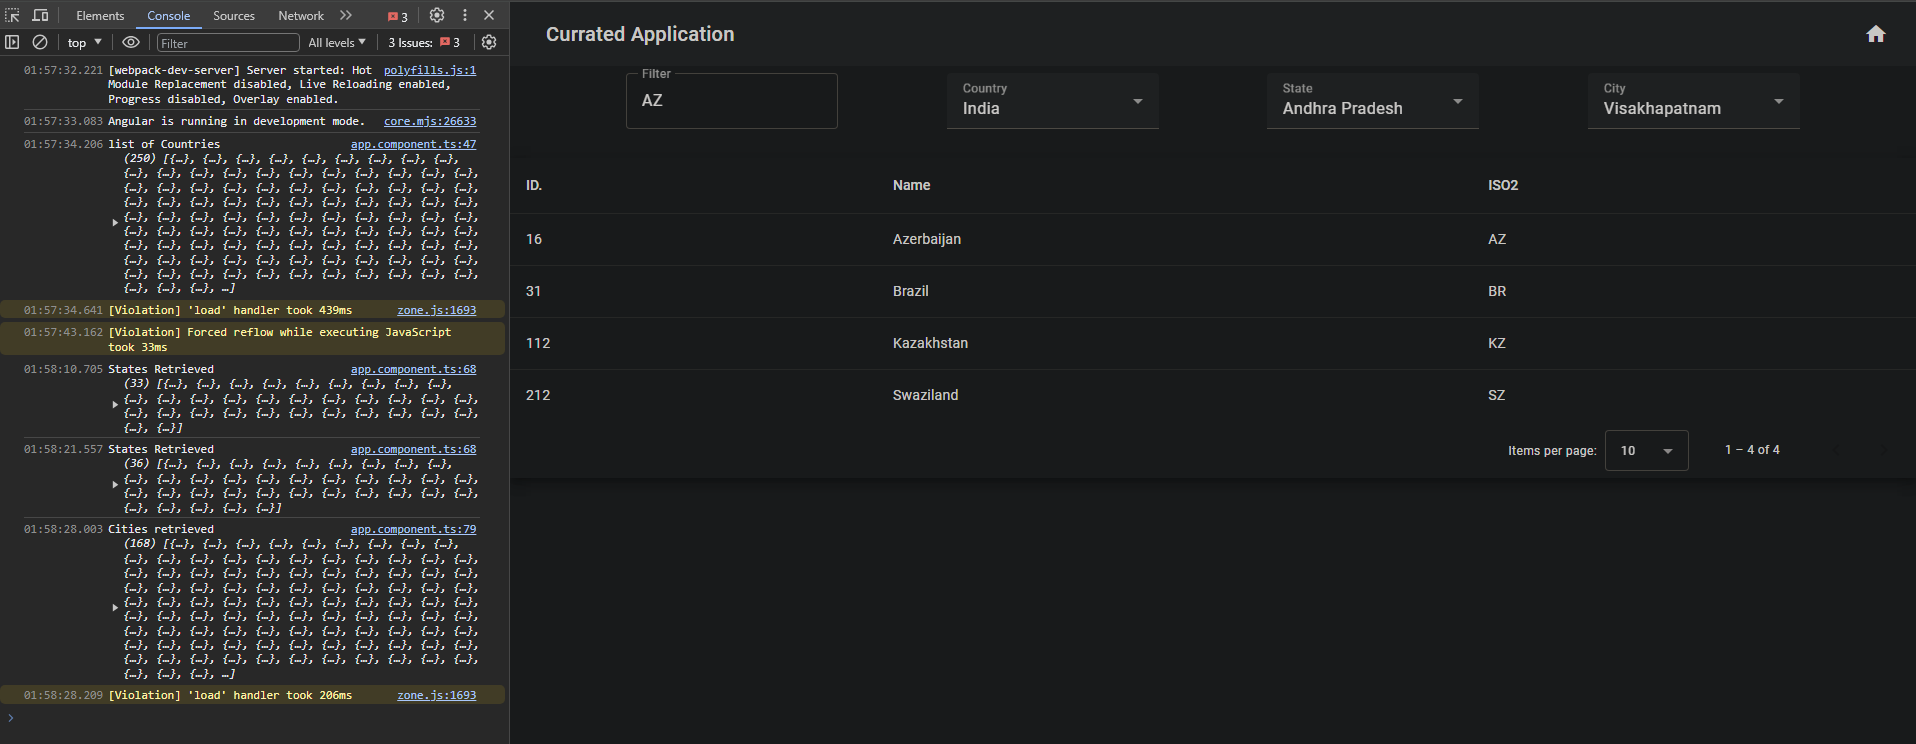 Elements Console Sources Network 3
top Filter All levels 3 Issues: 3
01:57:32.221 [webpack-dev-server] Server started: Hot polyfills.js:1
Module Replacement disabled, Live Reloading enabled,
Progress disabled, Overlay enabled.
01:57:33.083 Angular is running in development mode. core.mjs:26633
01:57:34.206 list of Countries app.component.ts:47
(250) [{…}, {…}, {…}, {…}, {…}, {…}, {…}, {…}, {…},
{…}, {…}, {…}, {…}, {…}, {…}, {…}, {…}, {…}, {…}, {…},
{…}, {…}, {…}, {…}, {…}, {…}, {…}, {…}, {…}, {…}, {…},
{…}, {…}, {…}, {…}, {…}, {…}, {…}, {…}, {…}, {…}, {…},
{…}, {…}, {…}, {…}, {…}, {…}, {…}, {…}, {…}, {…}, {…},
{…}, {…}, {…}, {…}, {…}, {…}, {…}, {…}, {…}, {…}, {…},
{…}, {…}, {…}, {…}, {…}, {…}, {…}, {…}, {…}, {…}, {…},
{…}, {…}, {…}, {…}, {…}, {…}, {…}, {…}, {…}, {…}, {…},
{…}, {…}, {…}, {…}, {…}, {…}, {…}, {…}, {…}, {…}, {…},
{…}, {…}, {…}, …]
01:57:34.641 [Violation] 'load' handler took 439ms zone.js:1693
01:57:43.162 [Violation] Forced reflow while executing JavaScript
took 33ms
01:58:10.705 States Retrieved app.component.ts:68
(33) [{…}, {…}, {…}, {…}, {…}, {…}, {…}, {…}, {…},
{…}, {…}, {…}, {…}, {…}, {…}, {…}, {…}, {…}, {…}, {…},
{…}, {…}, {…}, {…}, {…}, {…}, {…}, {…}, {…}, {…}, {…},
{…}, {…}]
01:58:21.557 States Retrieved app.component.ts:68
(36) [{…}, {…}, {…}, {…}, {…}, {…}, {…}, {…}, {…},
{…}, {…}, {…}, {…}, {…}, {…}, {…}, {…}, {…}, {…}, {…},
{…}, {…}, {…}, {…}, {…}, {…}, {…}, {…}, {…}, {…}, {…},
{…}, {…}, {…}, {…}, {…}]
01:58:28.003 Cities retrieved app.component.ts:79
(168) [{…}, {…}, {…}, {…}, {…}, {…}, {…}, {…}, {…},
{…}, {…}, {…}, {…}, {…}, {…}, {…}, {…}, {…}, {…}, {…},
{…}, {…}, {…}, {…}, {…}, {…}, {…}, {…}, {…}, {…}, {…},
{…}, {…}, {…}, {…}, {…}, {…}, {…}, {…}, {…}, {…}, {…},
{…}, {…}, {…}, {…}, {…}, {…}, {…}, {…}, {…}, {…}, {…},
{…}, {…}, {…}, {…}, {…}, {…}, {…}, {…}, {…}, {…}, {…},
{…}, {…}, {…}, {…}, {…}, {…}, {…}, {…}, {…}, {…}, {…},
{…}, {…}, {…}, {…}, {…}, {…}, {…}, {…}, {…}, {…}, {…},
{…}, {…}, {…}, {…}, {…}, {…}, {…}, {…}, {…}, {…}, {…},
{…}, {…}, {…}, …]
01:58:28.209 [Violation] 'load' handler took 206ms zone.js:1693
Currated Application
Filter Country State City
AZ India Andhra Pradesh Visakhapatnam
ID. Name ISO2
16 Azerbaijan AZ
31 Brazil BR
112 Kazakhstan KZ
212 Swaziland SZ
Items per page: 10 1 – 4 of 4